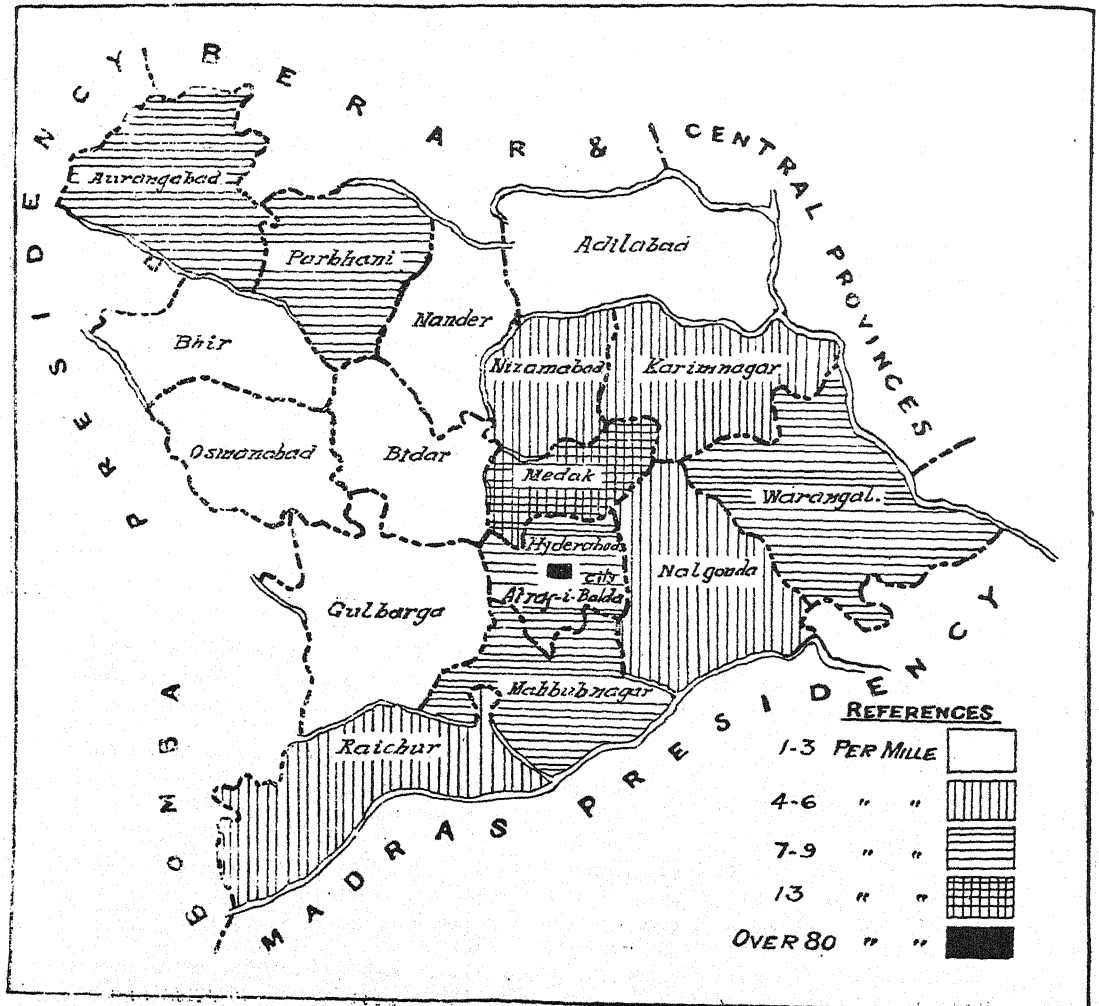 BERAR &
CENTRAL PROVINCES
BOMBAY PRESIDENCY
Aurangabad
Parbhani
Adilabad
Nander
Bhir
Nizamabad
Karimnagar
Osmanabad
Bidar
Medak
Warangal.
Hyderabad
City
Atraf-i-Balda
Nalgonda
Gulbarga
Mahbubnagar
Raichur
MADRAS PRESIDENCY
REFERENCES
1-3 PER MILLE
4-6 " "
7-9 " "
13 " "
OVER 80 " "